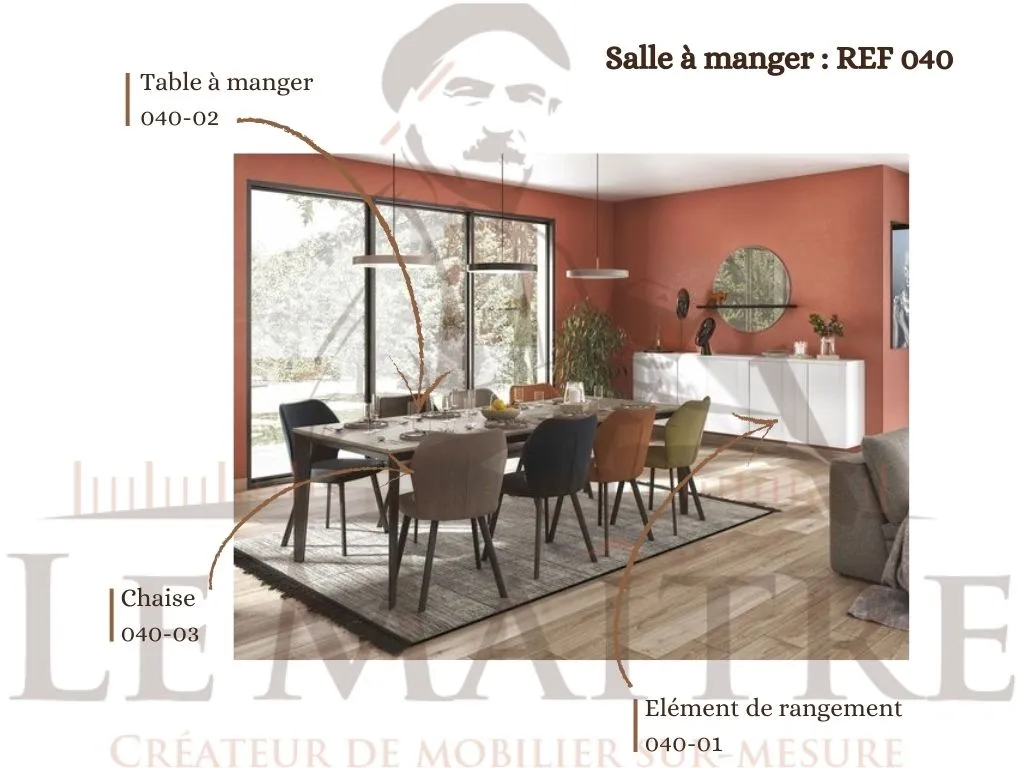 Salle à manger : REF 040
Table à manger
040-02
Chaise
040-03
LE MAITRE
Elément de rangement
040-01
CRÉATEUR DE MOBILIER SUR-MESURE